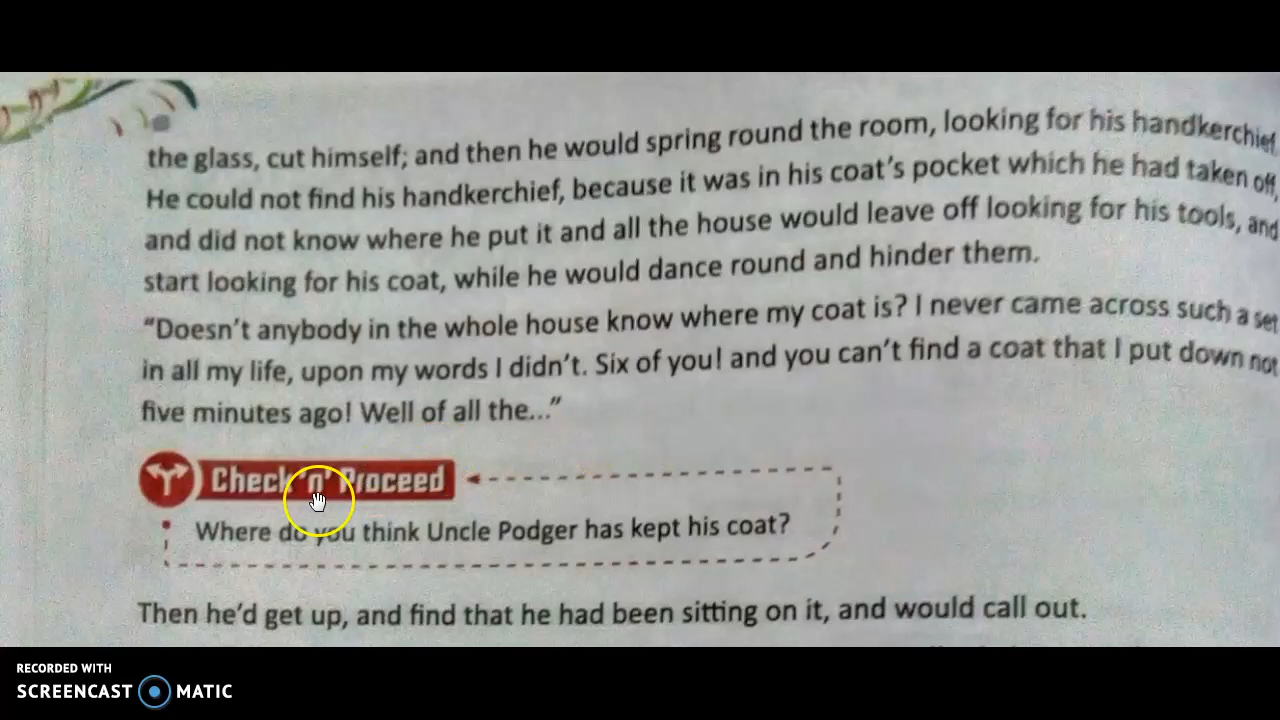 the glass, cut himself; and then he would spring round the room, looking for his handkerchief.
He could not find his handkerchief, because it was in his coat's pocket which he had taken off,
and did not know where he put it and all the house would leave off looking for his tools, and
start looking for his coat, while he would dance round and hinder them.
“Doesn't anybody in the whole house know where my coat is? I never came across such a set
in all my life, upon my words I didn't. Six of you! and you can't find a coat that I put down not
five minutes ago! Well of all the...”
Check 'n' Proceed
Where do you think Uncle Podger has kept his coat?
Then he'd get up, and find that he had been sitting on it, and would call out.
RECORDED WITH
SCREENCAST MATIC